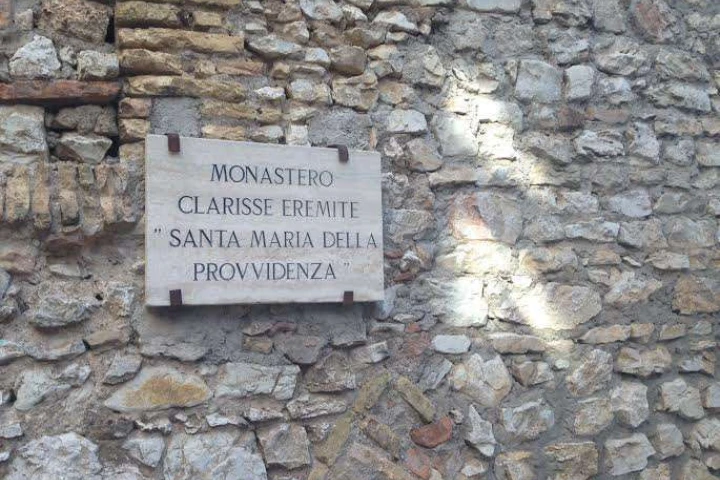 MONASTERO
CLARISSE EREMITE
" SANTA MARIA DELLA
PROVVIDENZA "